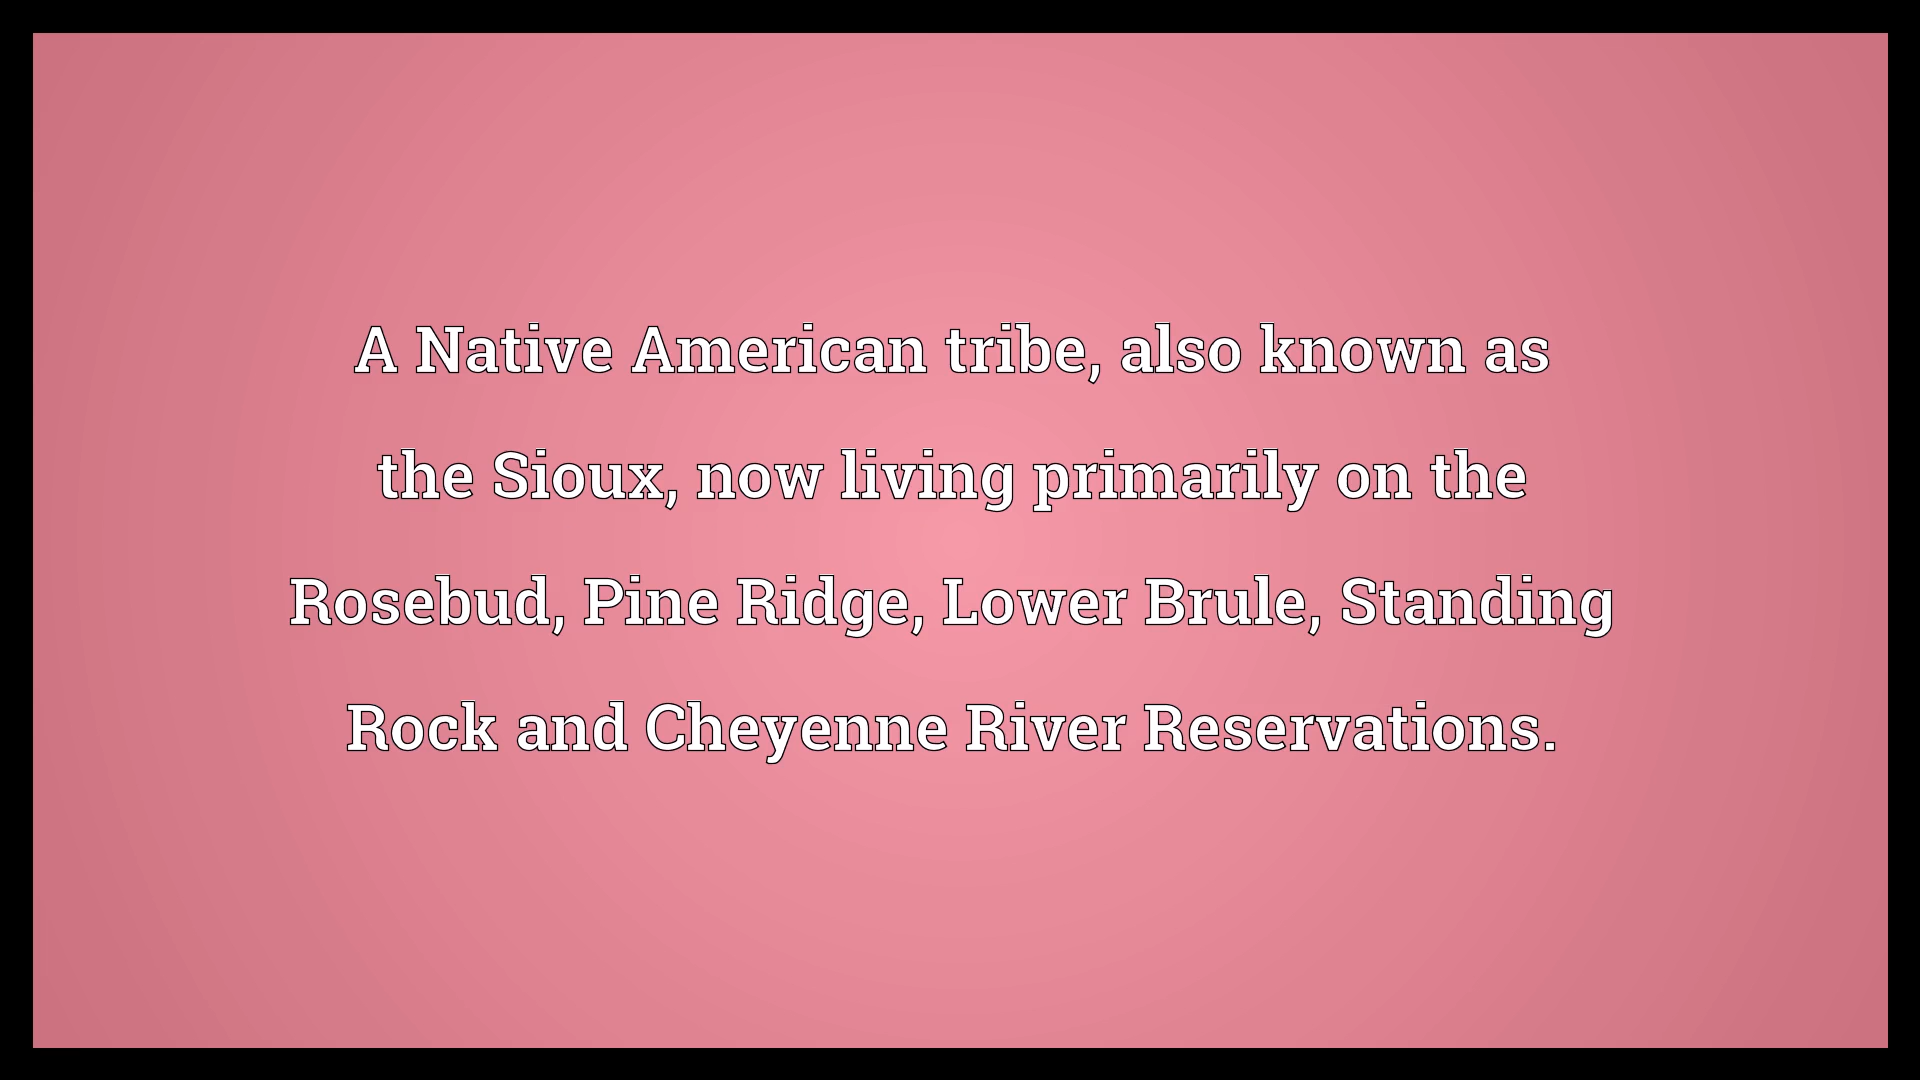 A Native American tribe, also known as
the Sioux, now living primarily on the
Rosebud, Pine Ridge, Lower Brule, Standing
Rock and Cheyenne River Reservations.